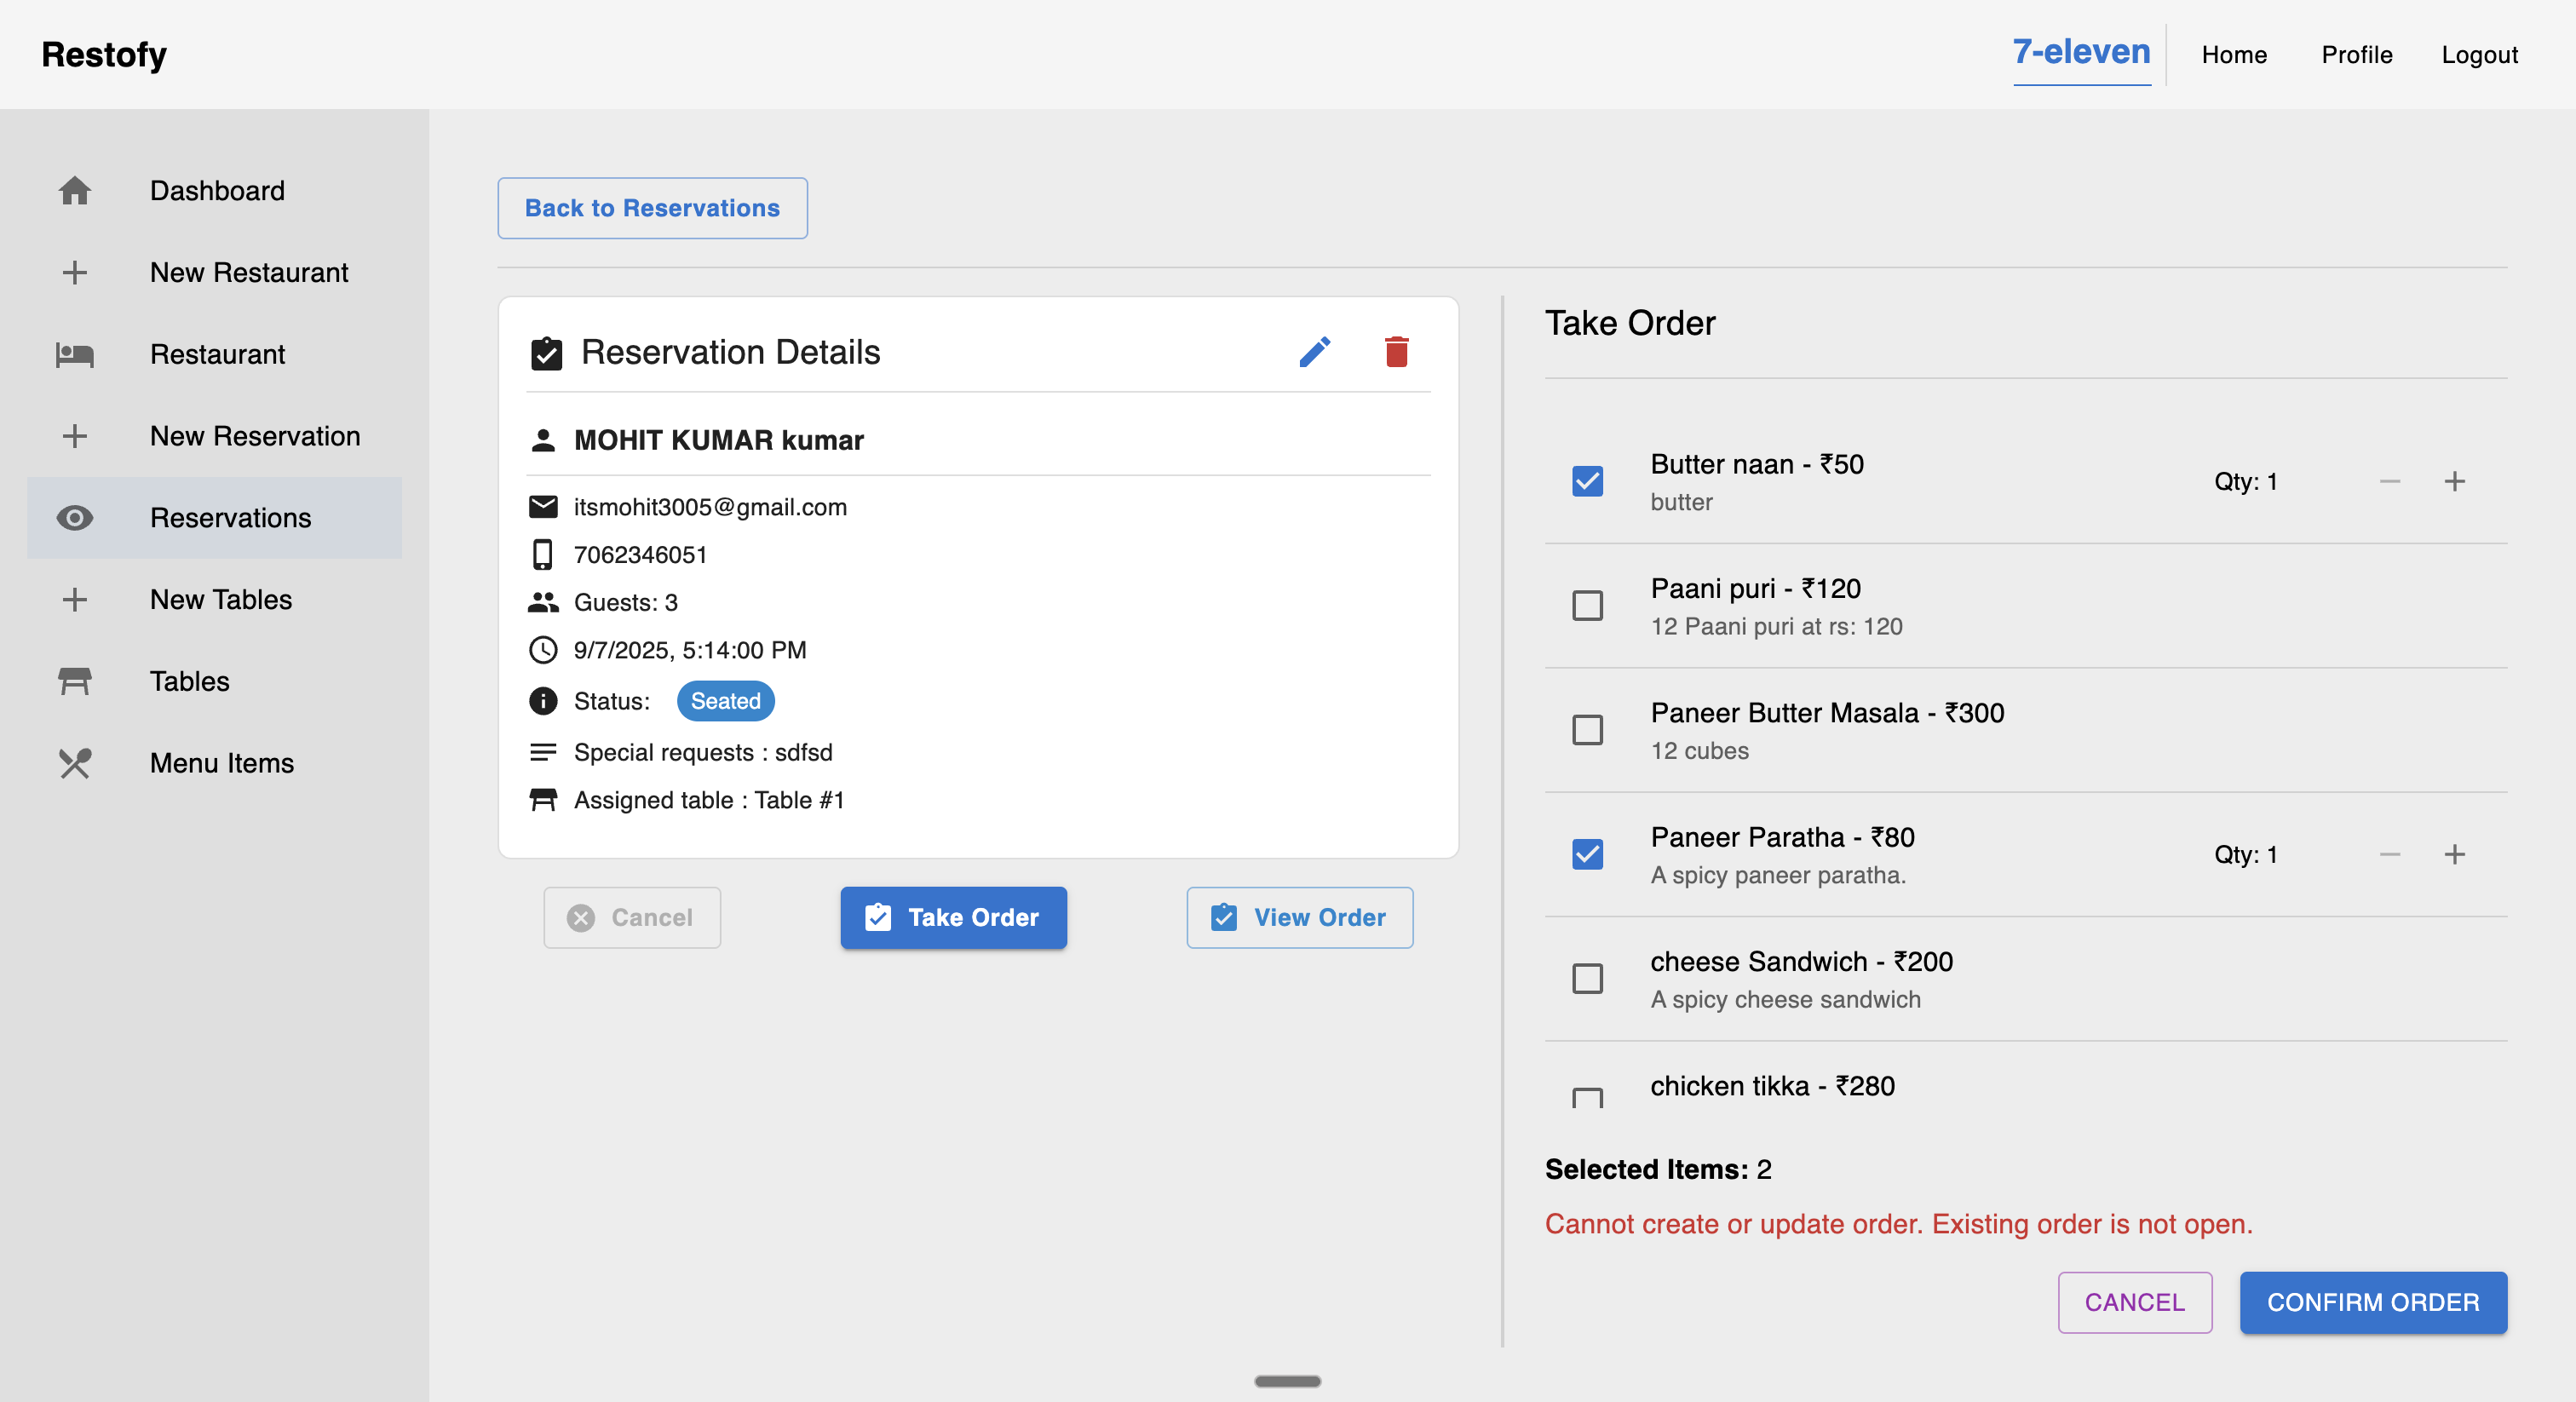 Restofy
7-eleven
Home
Profile
Logout
Dashboard
New Restaurant
Restaurant
New Reservation
Reservations
New Tables
Tables
Menu Items
Back to Reservations
Reservation Details
MOHIT KUMAR kumar
itsmohit3005@gmail.com
7062346051
Guests: 3
9/7/2025, 5:14:00 PM
Status: Seated
Special requests : sdfsd
Assigned table : Table #1
Cancel
Take Order
View Order
Take Order
Butter naan - ₹50
butter
Qty: 1
Paani puri - ₹120
12 Paani puri at rs: 120
Paneer Butter Masala - ₹300
12 cubes
Paneer Paratha - ₹80
A spicy paneer paratha.
Qty: 1
cheese Sandwich - ₹200
A spicy cheese sandwich
chicken tikka - ₹280
Selected Items: 2
Cannot create or update order. Existing order is not open.
CANCEL
CONFIRM ORDER